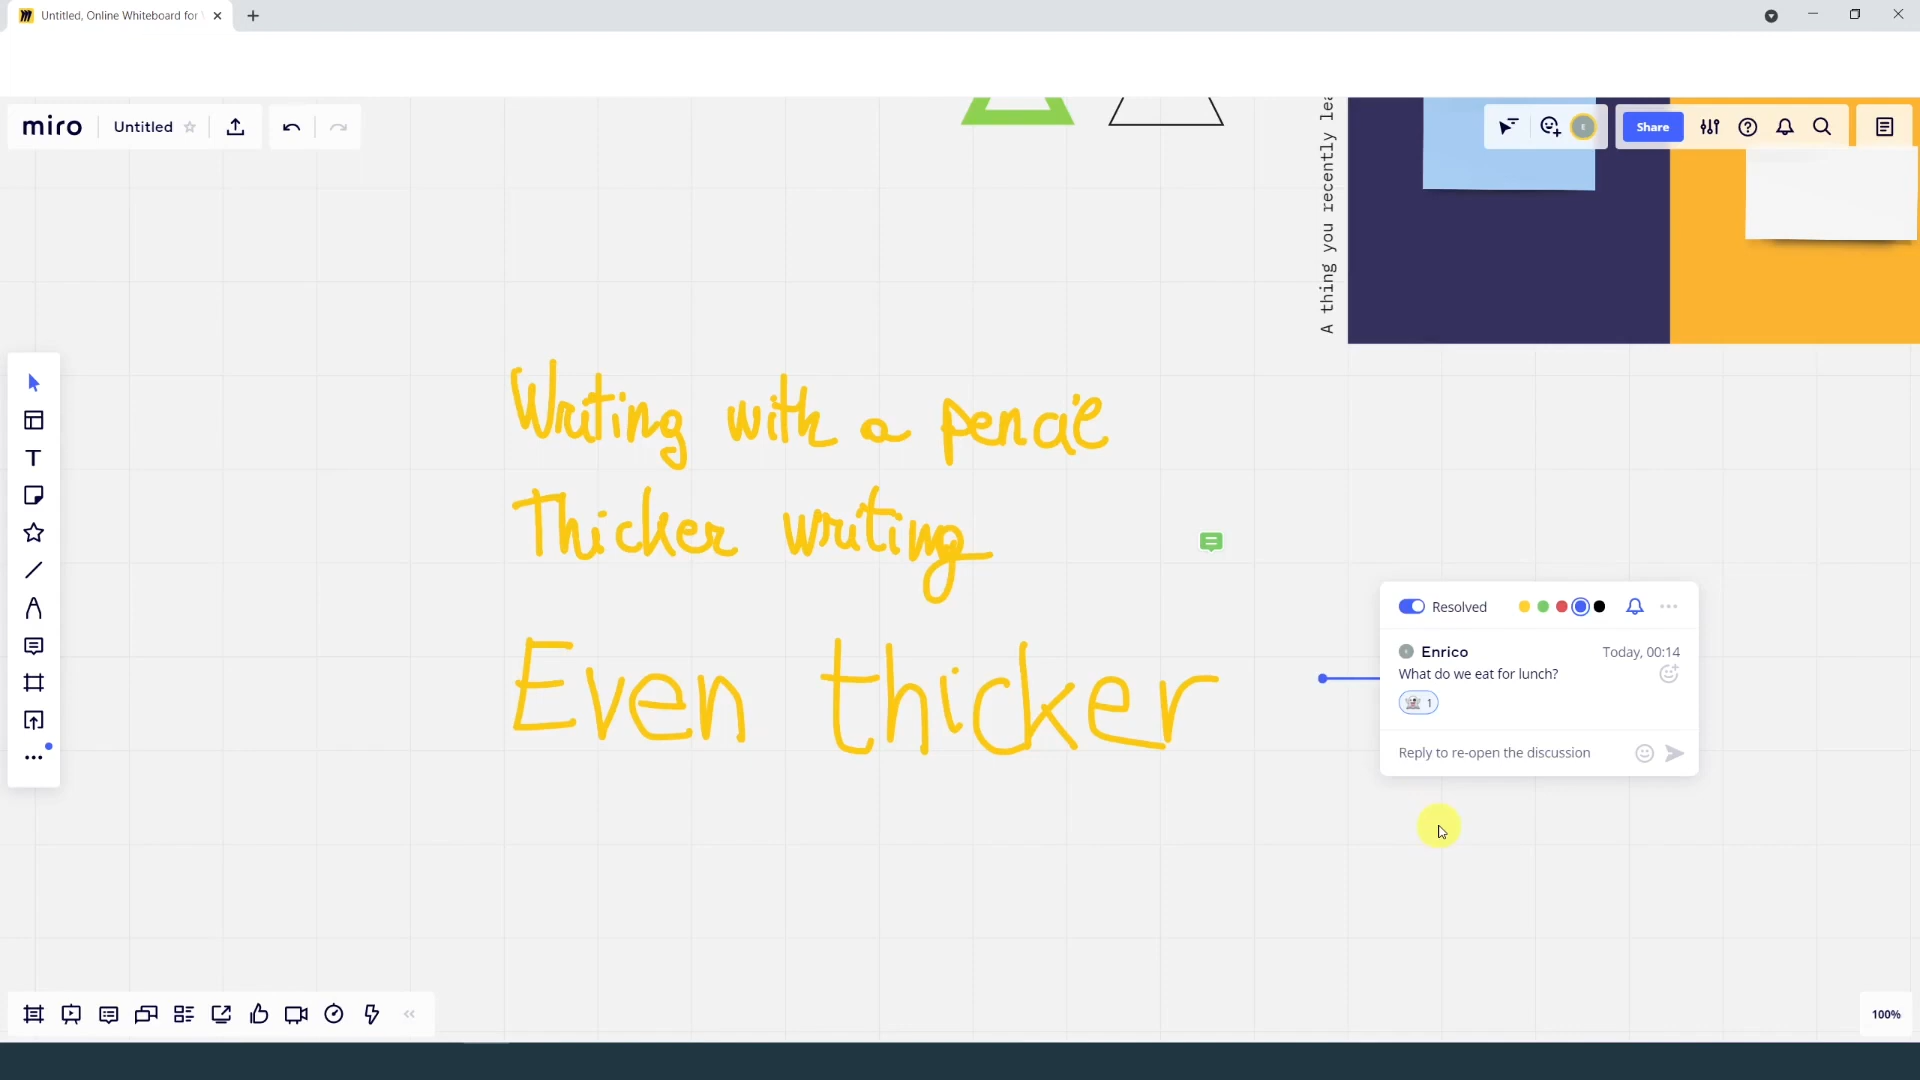 Untitled, Online Whiteboard for
miro
Untitled
Share
A thing you recently lea
Writing with a pencil
Thicker writing
Even thicker
Resolved
Enrico
Today, 00:14
What do we eat for lunch?
1
Reply to re-open the discussion
100%